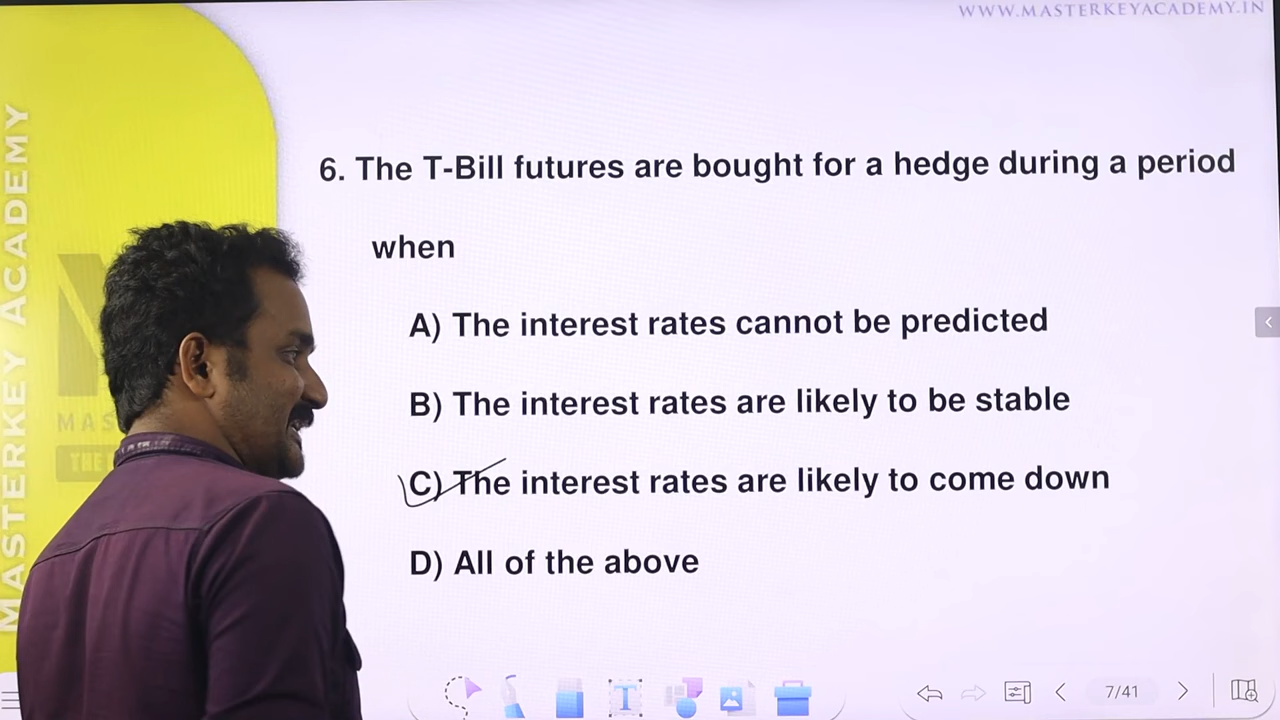 WWW.MASTERKEYACADEMY.IN
MASTERKEY ACADEMY
MAS
THE
6. The T-Bill futures are bought for a hedge during a period
when
A) The interest rates cannot be predicted
B) The interest rates are likely to be stable
C) The interest rates are likely to come down
D) All of the above
T
7/41